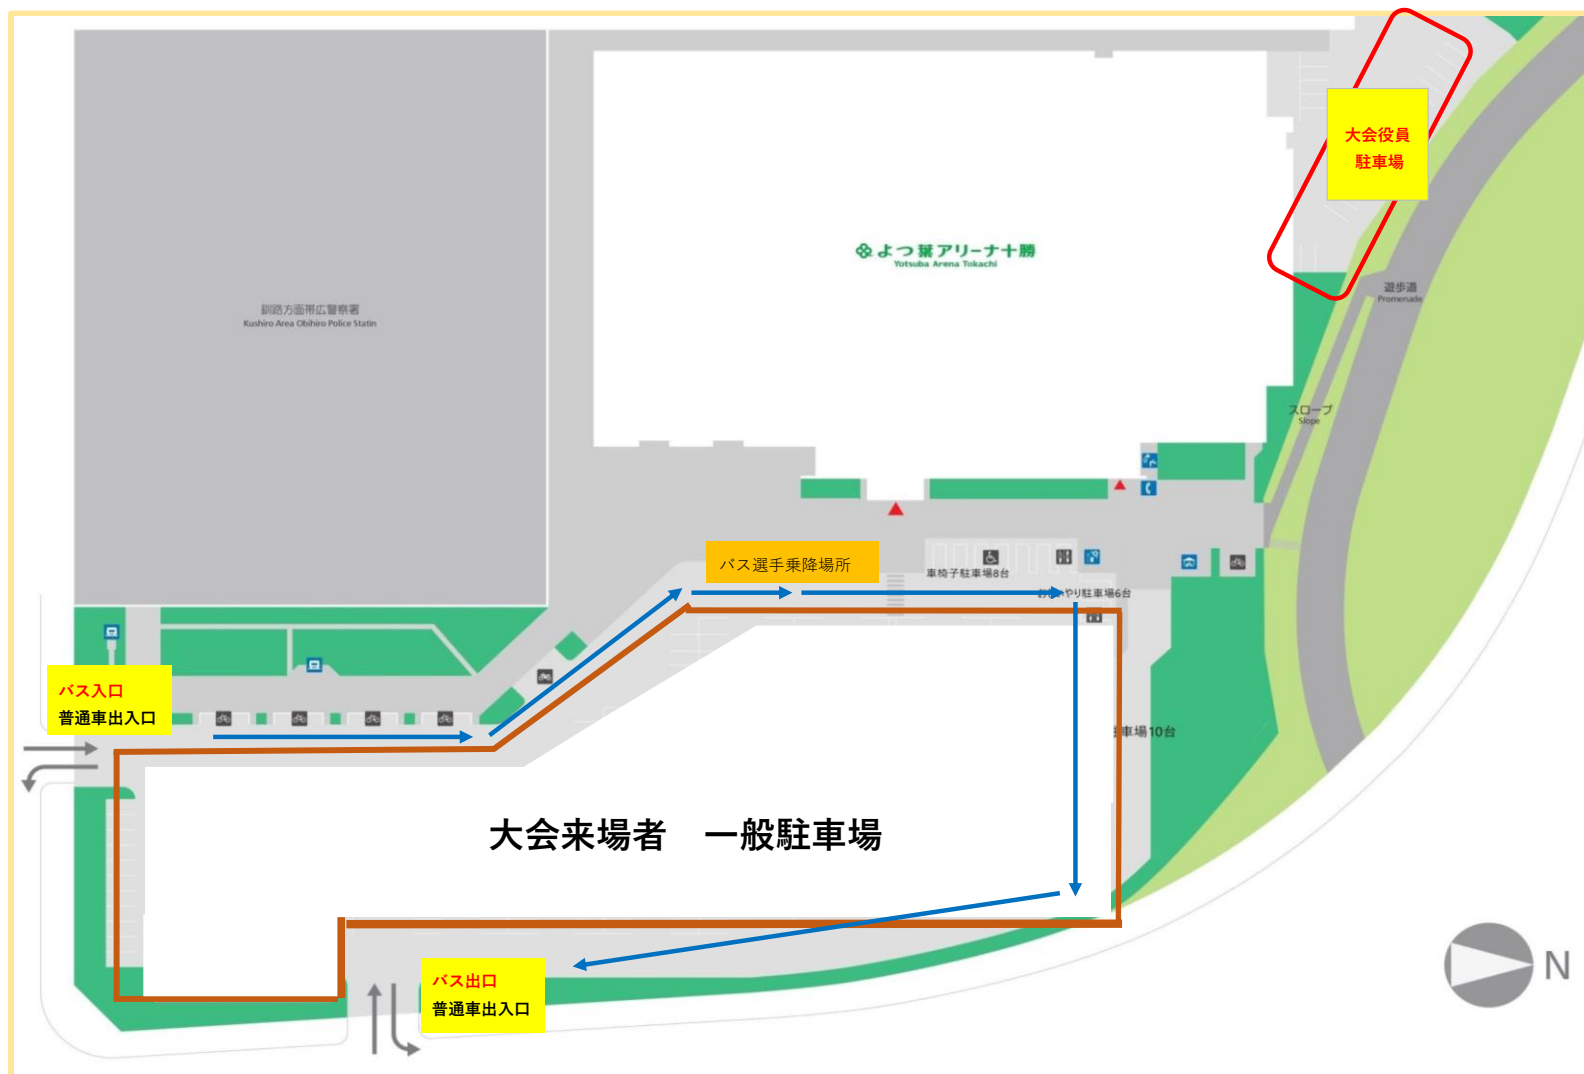 大会役員
駐車場
よつ葉アリーナ十勝
Yotsuba Arena Tokachi
遊歩道
Promenade
釧路方面帯広警察署
Kushiro Area Obihiro Police Statin
スロープ
Slope
バス選手乗降場所
車椅子駐車場8台
やり駐車場6台
バス入口
普通車出入口
車場10台
大会来場者　一般駐車場
バス出口
普通車出入口
N